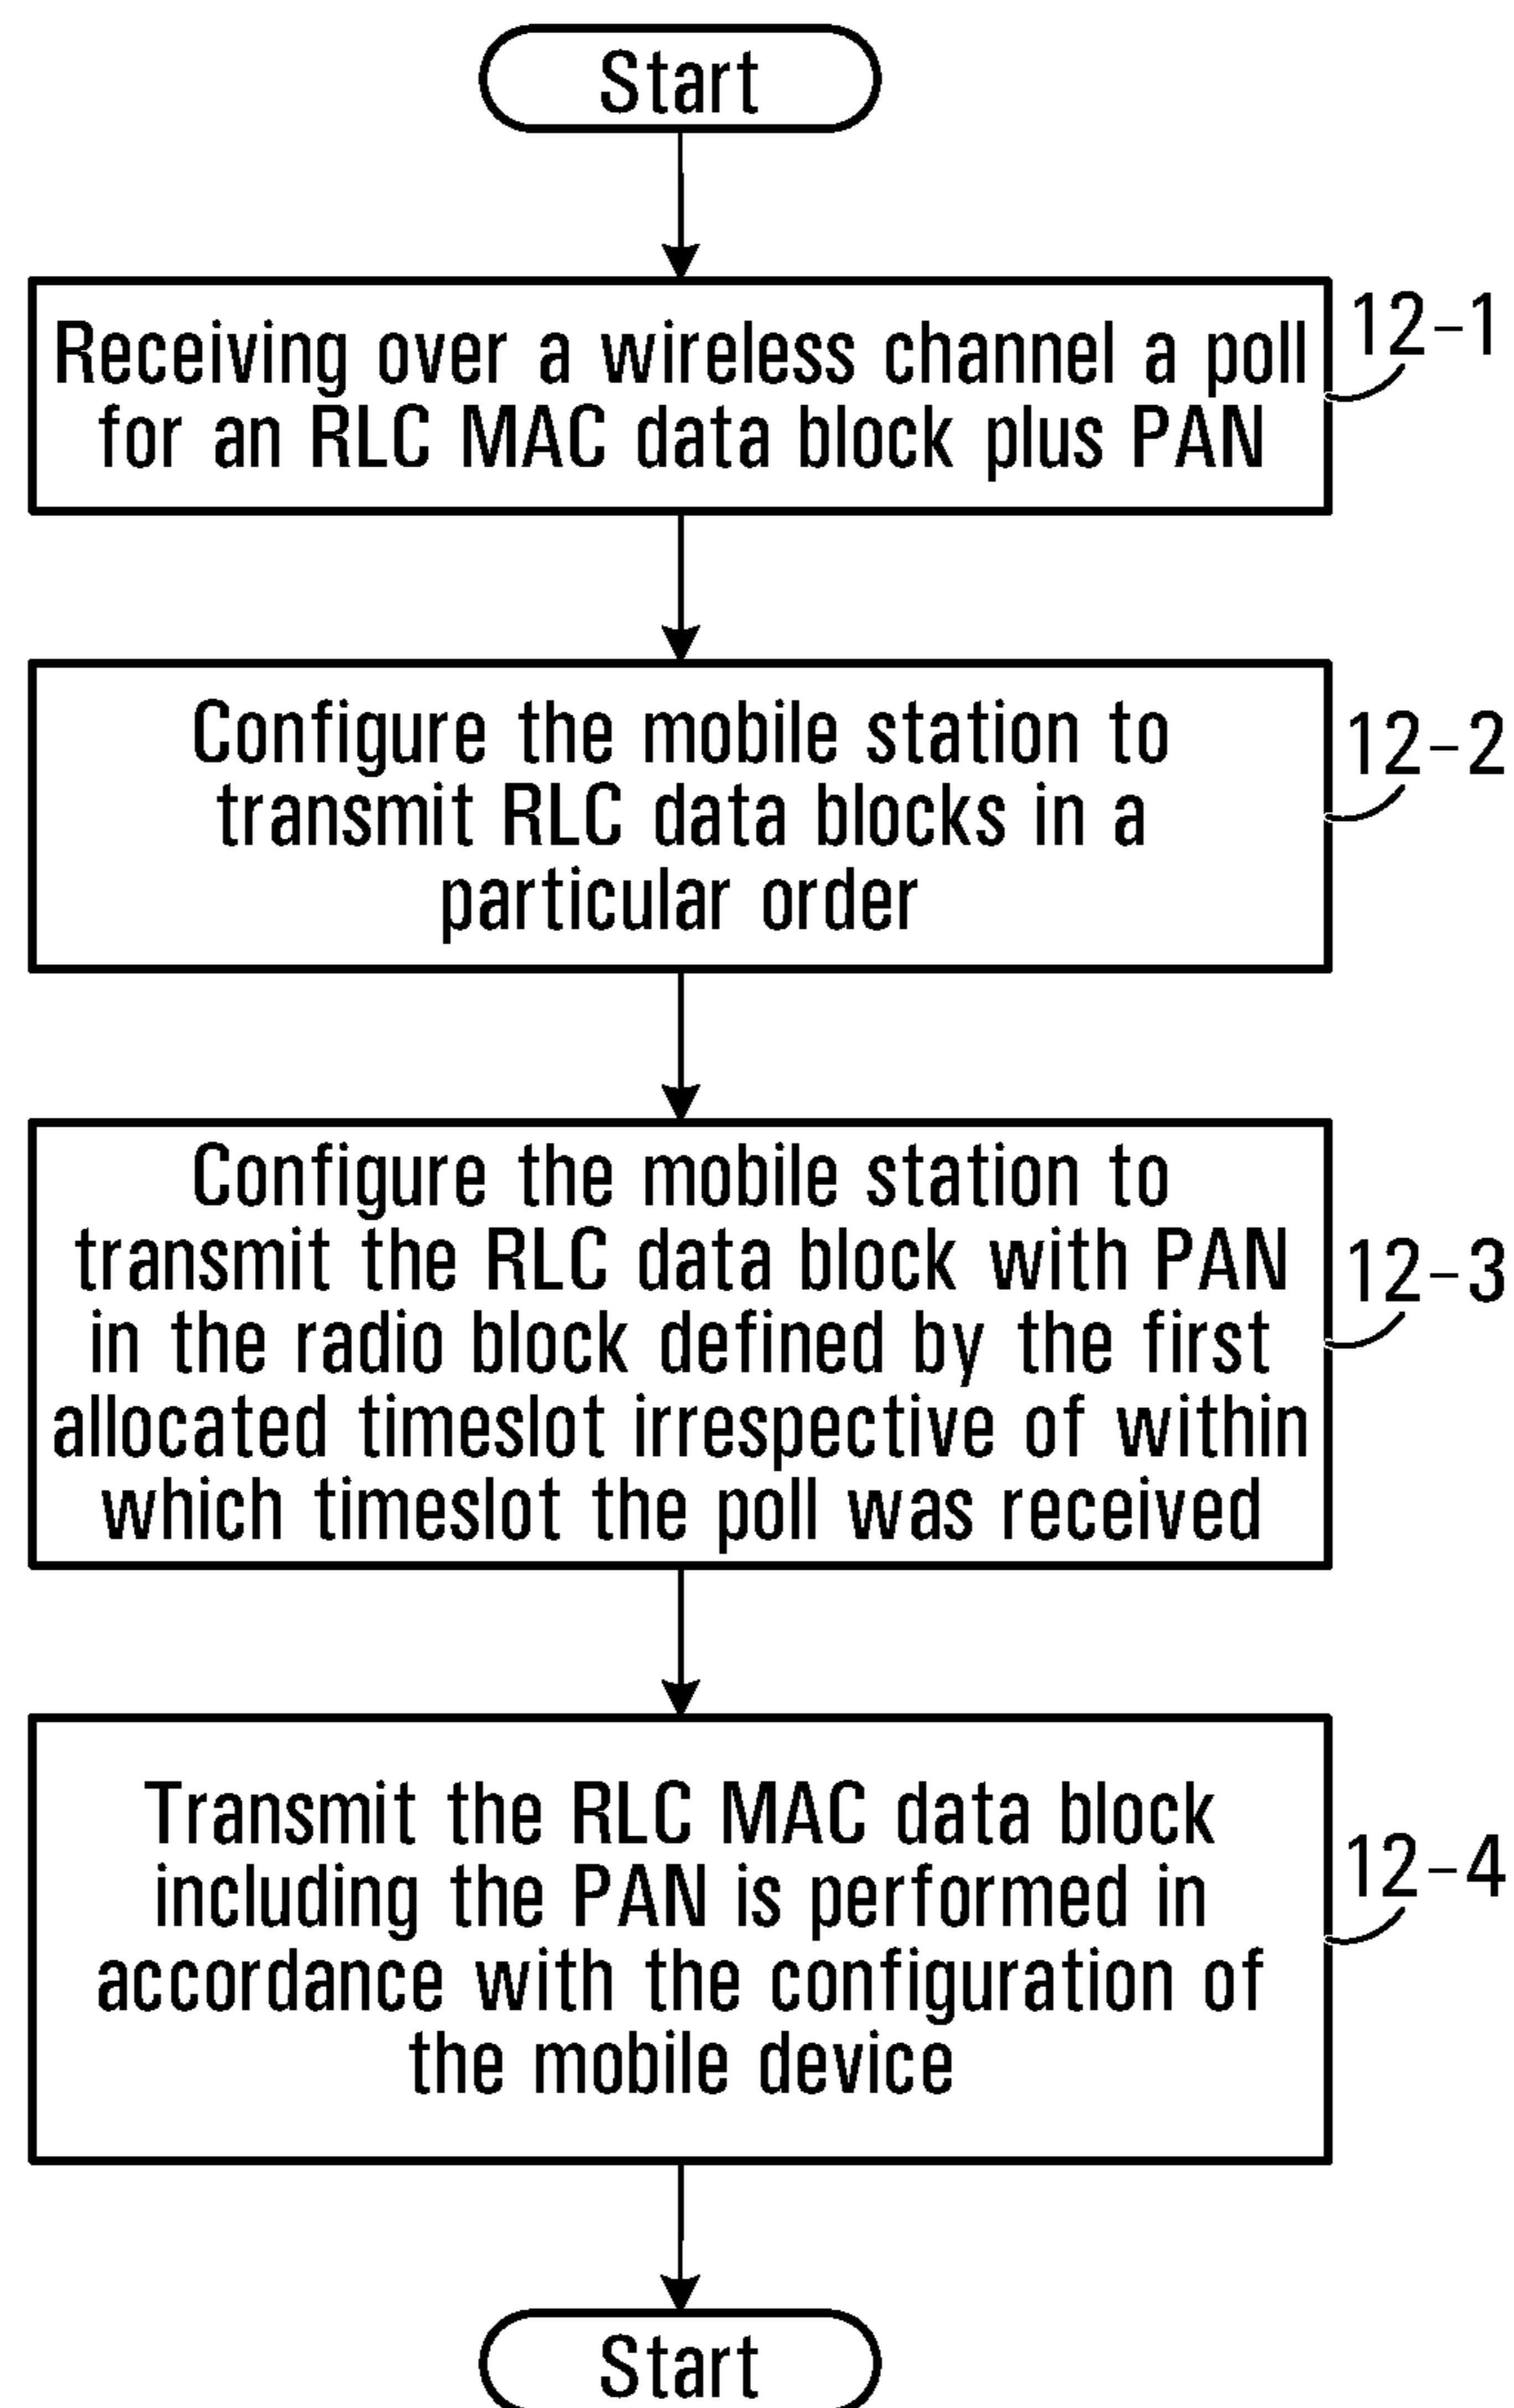 Start
Receiving over a wireless channel a poll
for an RLC MAC data block plus PAN
12-1
Configure the mobile station to
transmit RLC data blocks in a
particular order
12-2
Configure the mobile station to
transmit the RLC data block with PAN
in the radio block defined by the first
allocated timeslot irrespective of within
which timeslot the poll was received
12-3
Transmit the RLC MAC data block
including the PAN is performed in
accordance with the configuration of
the mobile device
12-4
Start